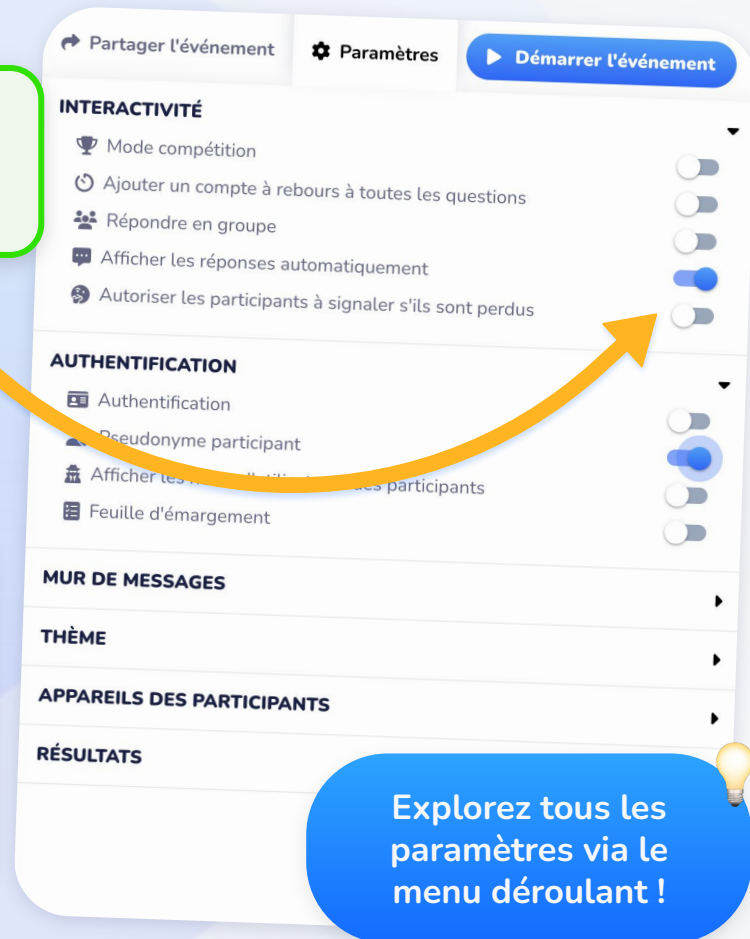 Partager l'événement
Paramètres
Démarrer l'événement
INTERACTIVITÉ
Mode compétition
Ajouter un compte à rebours à toutes les questions
Répondre en groupe
Afficher les réponses automatiquement
Autoriser les participants à signaler s'ils sont perdus
AUTHENTIFICATION
Authentification
Pseudonyme participant
Afficher les participants
Feuille d'émargement
MUR DE MESSAGES
THÈME
APPAREILS DES PARTICIPANTS
RÉSULTATS
Explorez tous les
paramètres via le
menu déroulant !